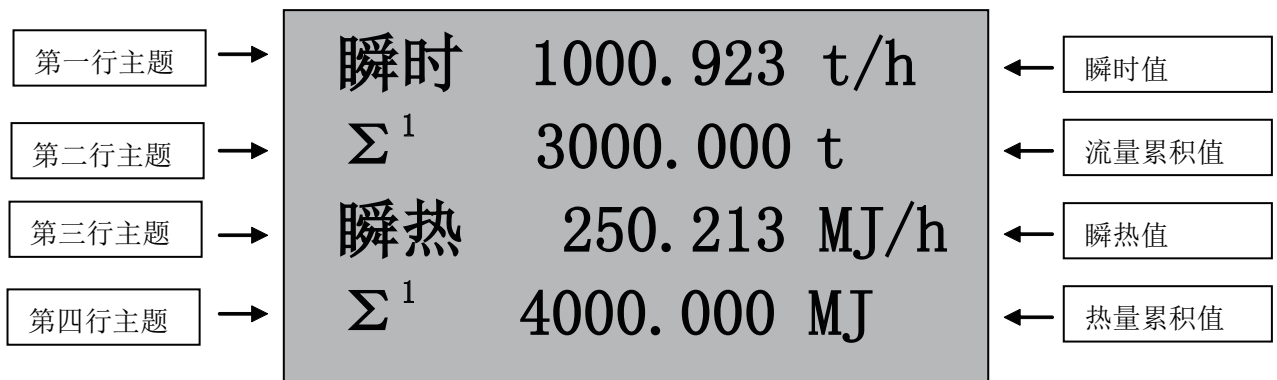 第一行主题 瞬时 1000.923 t/h 瞬时值
第二行主题 Σ¹ 3000.000 t 流量累积值
第三行主题 瞬热 250.213 MJ/h 瞬热值
第四行主题 Σ¹ 4000.000 MJ 热量累积值